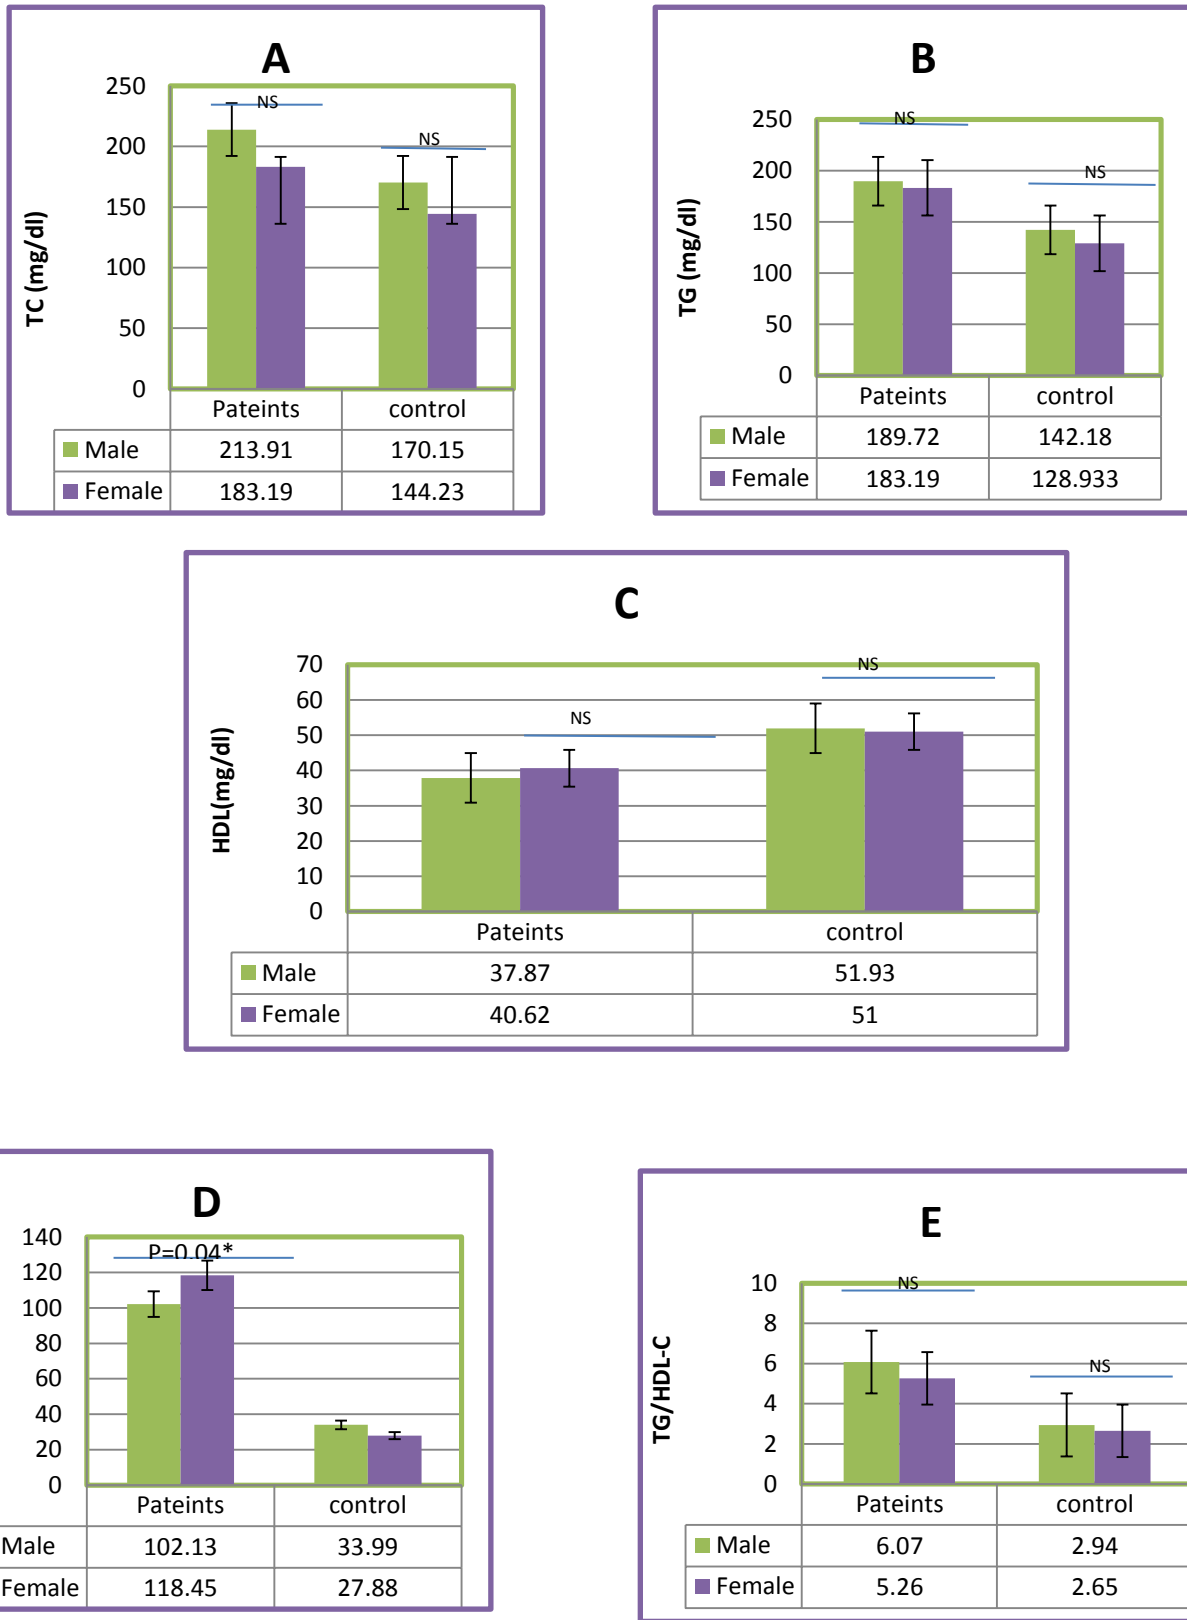 A
250
200
150
100
50
0
TC (mg/dl)
NS
NS
Pateints control
Male 213.91 170.15
Female 183.19 144.23
B
250
200
150
100
50
0
TG (mg/dl)
NS
NS
Pateints control
Male 189.72 142.18
Female 183.19 128.933
C
70
60
50
40
30
20
10
0
HDL(mg/dl)
NS
NS
Pateints control
Male 37.87 51.93
Female 40.62 51
D
140
120
100
80
60
40
20
0
P=0.04*
Pateints control
Male 102.13 33.99
Female 118.45 27.88
E
10
8
6
4
2
0
TG/HDL-C
NS
NS
Pateints control
Male 6.07 2.94
Female 5.26 2.65